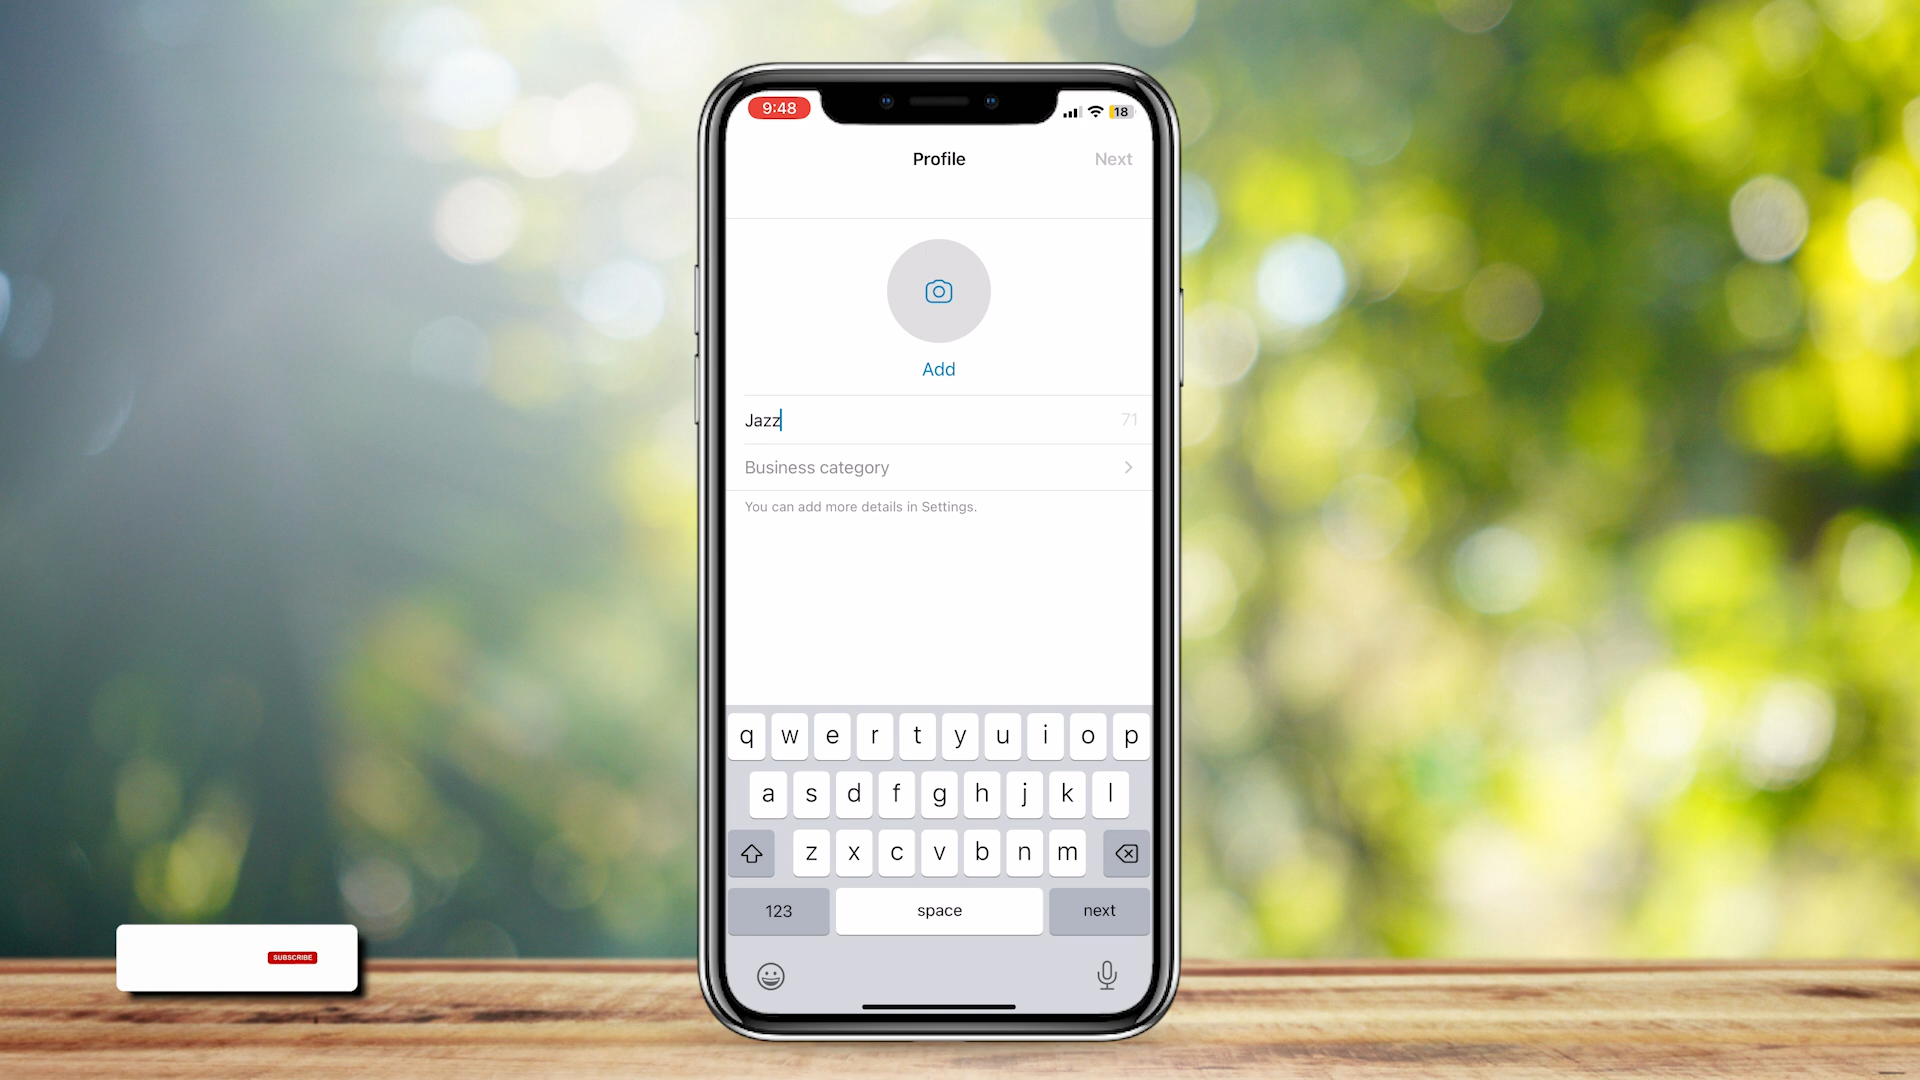 9:48
18
Profile
Next
Add
Jazz
71
Business category
You can add more details in Settings.
q w e r t y u i o p
a s d f g h j k l
z x c v b n m
123
space
next
SUBSCRIBE